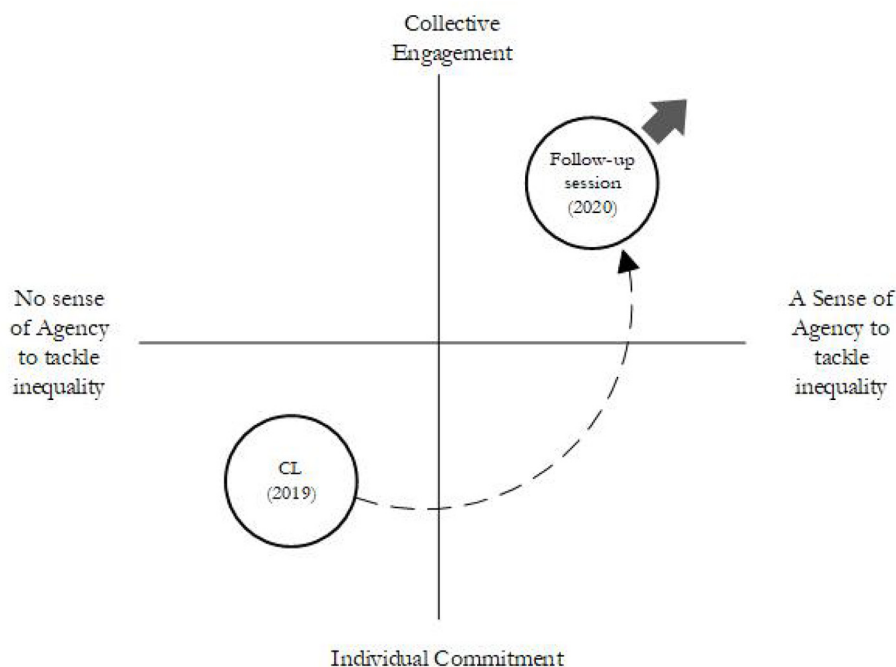 Collective
Engagement
Follow-up
session
(2020)
No sense
of Agency
to tackle
inequality
A Sense of
Agency to
tackle
inequality
CL
(2019)
Individual Commitment